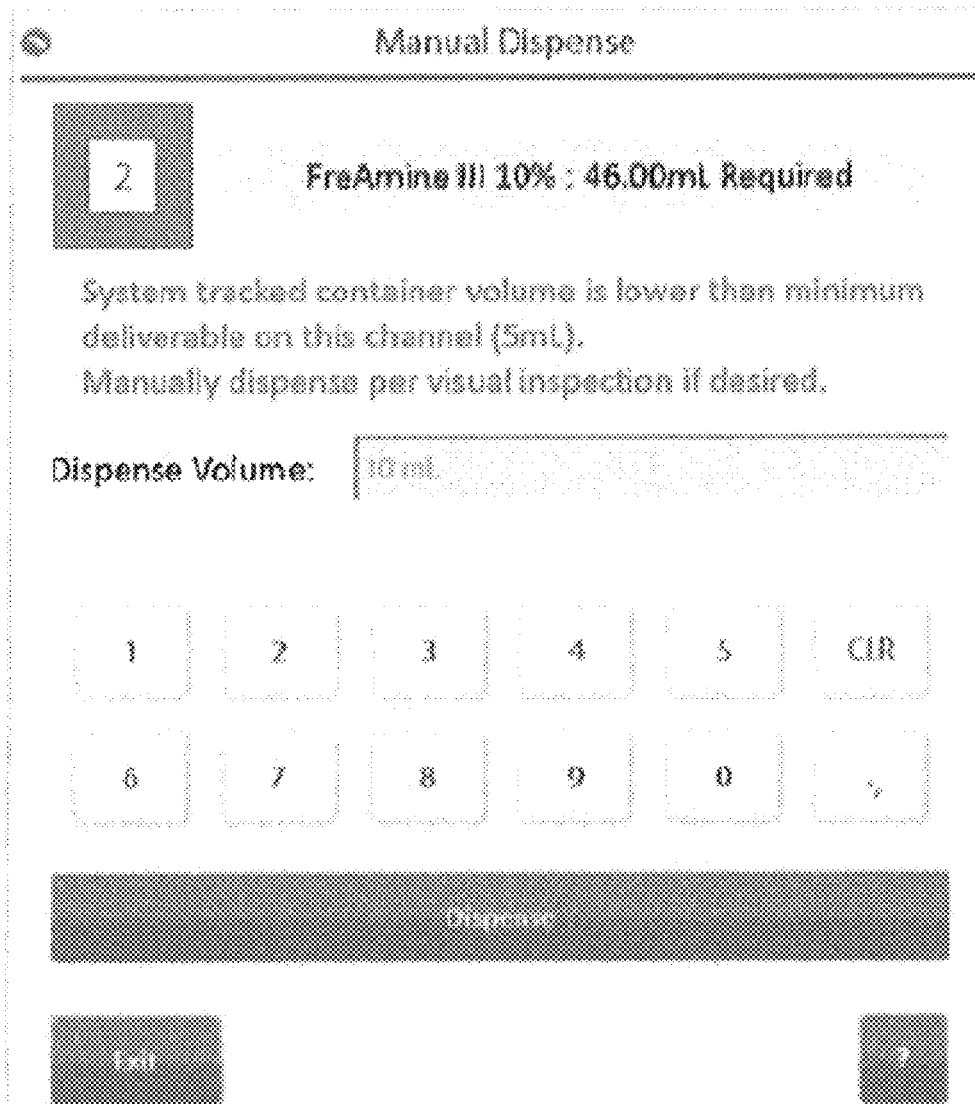 Manual Dispense
2
FreAmine III 10% : 46.00mL Required
System tracked container volume is lower than minimum
deliverable on this channel (5mL).
Manually dispense per visual inspection if desired.
Dispense Volume: 10 mL
1 2 3 4 5 CLR
6 7 8 9 0 ,
Dispense
Exit ?